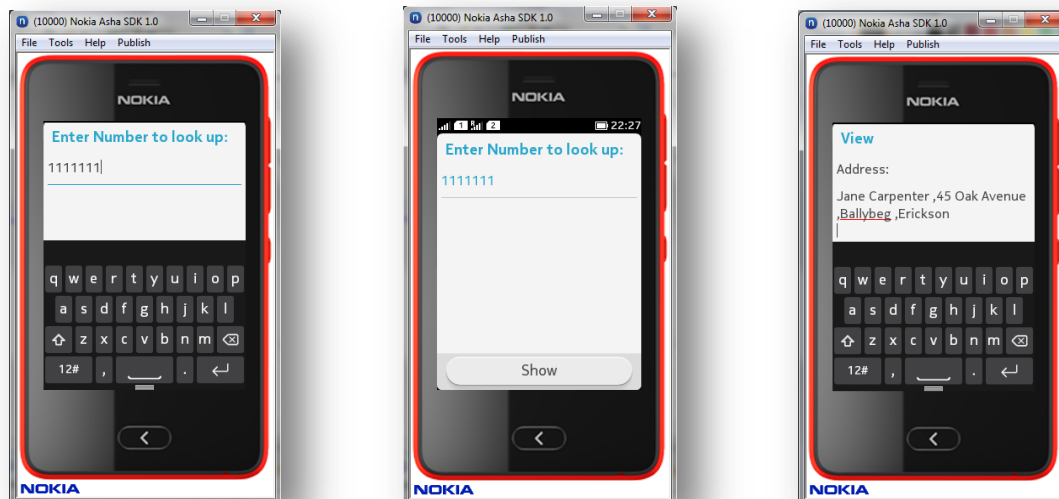 (10000) Nokia Asha SDK 1.0
File Tools Help Publish
NOKIA
Enter Number to look up:
1111111
q w e r t y u i o p
a s d f g h j k l
z x c v b n m
12# , .
NOKIA
(10000) Nokia Asha SDK 1.0
File Tools Help Publish
NOKIA
1 2 22:27
Enter Number to look up:
1111111
Show
NOKIA
(10000) Nokia Asha SDK 1.0
File Tools Help Publish
NOKIA
View
Address:
Jane Carpenter ,45 Oak Avenue
,Ballybeg ,Erickson
q w e r t y u i o p
a s d f g h j k l
z x c v b n m
12# , .
NOKIA